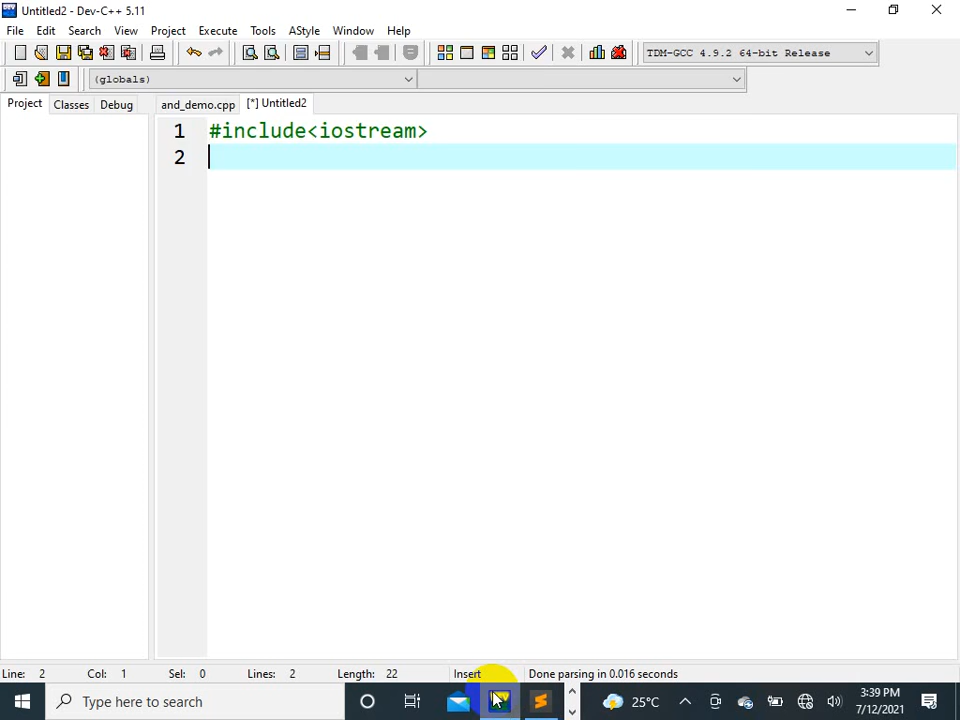 Untitled2 - Dev-C++ 5.11
File Edit Search View Project Execute Tools AStyle Window Help
TDM-GCC 4.9.2 64-bit Release
(globals)
Project Classes Debug and_demo.cpp [*] Untitled2
1 #include<iostream>
2
Line: 2 Col: 1 Sel: 0 Lines: 2 Length: 22 Insert Done parsing in 0.016 seconds
Type here to search 25°C 3:39 PM
7/12/2021